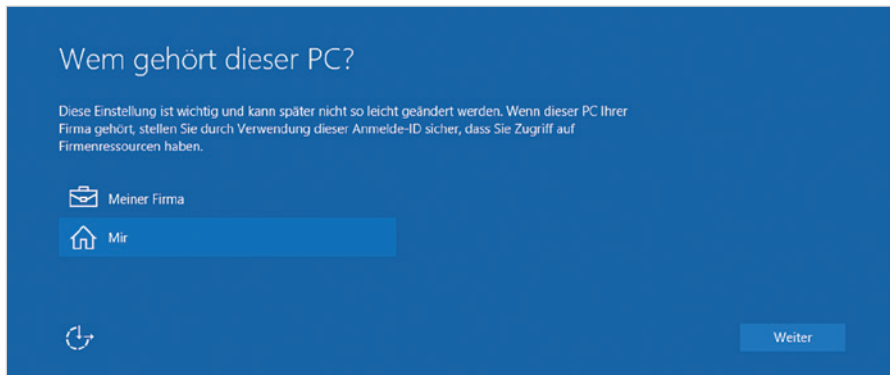 Wem gehört dieser PC?
Diese Einstellung ist wichtig und kann später nicht so leicht geändert werden. Wenn dieser PC Ihrer
Firma gehört, stellen Sie durch Verwendung dieser Anmelde-ID sicher, dass Sie Zugriff auf
Firmenressourcen haben.
Meiner Firma
Mir
Weiter